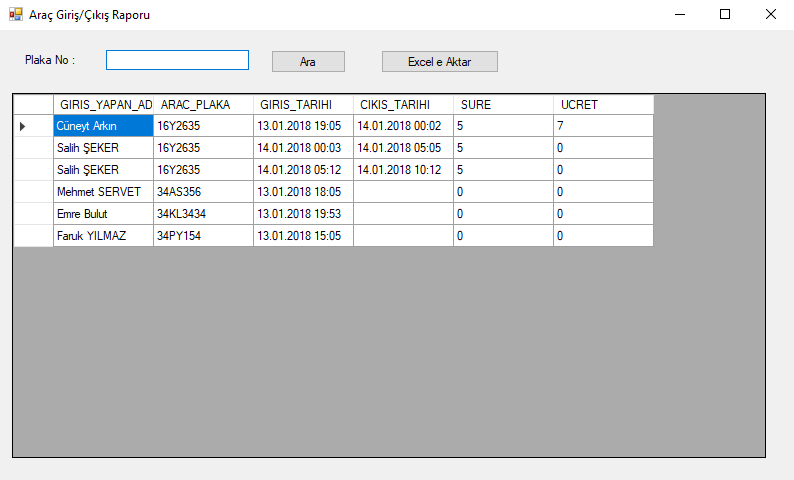 Araç Giriş/Çıkış Raporu
Plaka No : Ara Excel e Aktar
GIRIS_YAPAN_AD ARAC_PLAKA GIRIS_TARIHI CIKIS_TARIHI SURE UCRET
Cüneyt Arkın 16Y2635 13.01.2018 19:05 14.01.2018 00:02 5 7
Salih ŞEKER 16Y2635 14.01.2018 00:03 14.01.2018 05:05 5 0
Salih ŞEKER 16Y2635 14.01.2018 05:12 14.01.2018 10:12 5 0
Mehmet SERVET 34AS356 13.01.2018 18:05 0 0
Emre Bulut 34KL3434 13.01.2018 19:53 0 0
Faruk YILMAZ 34PY154 13.01.2018 15:05 0 0